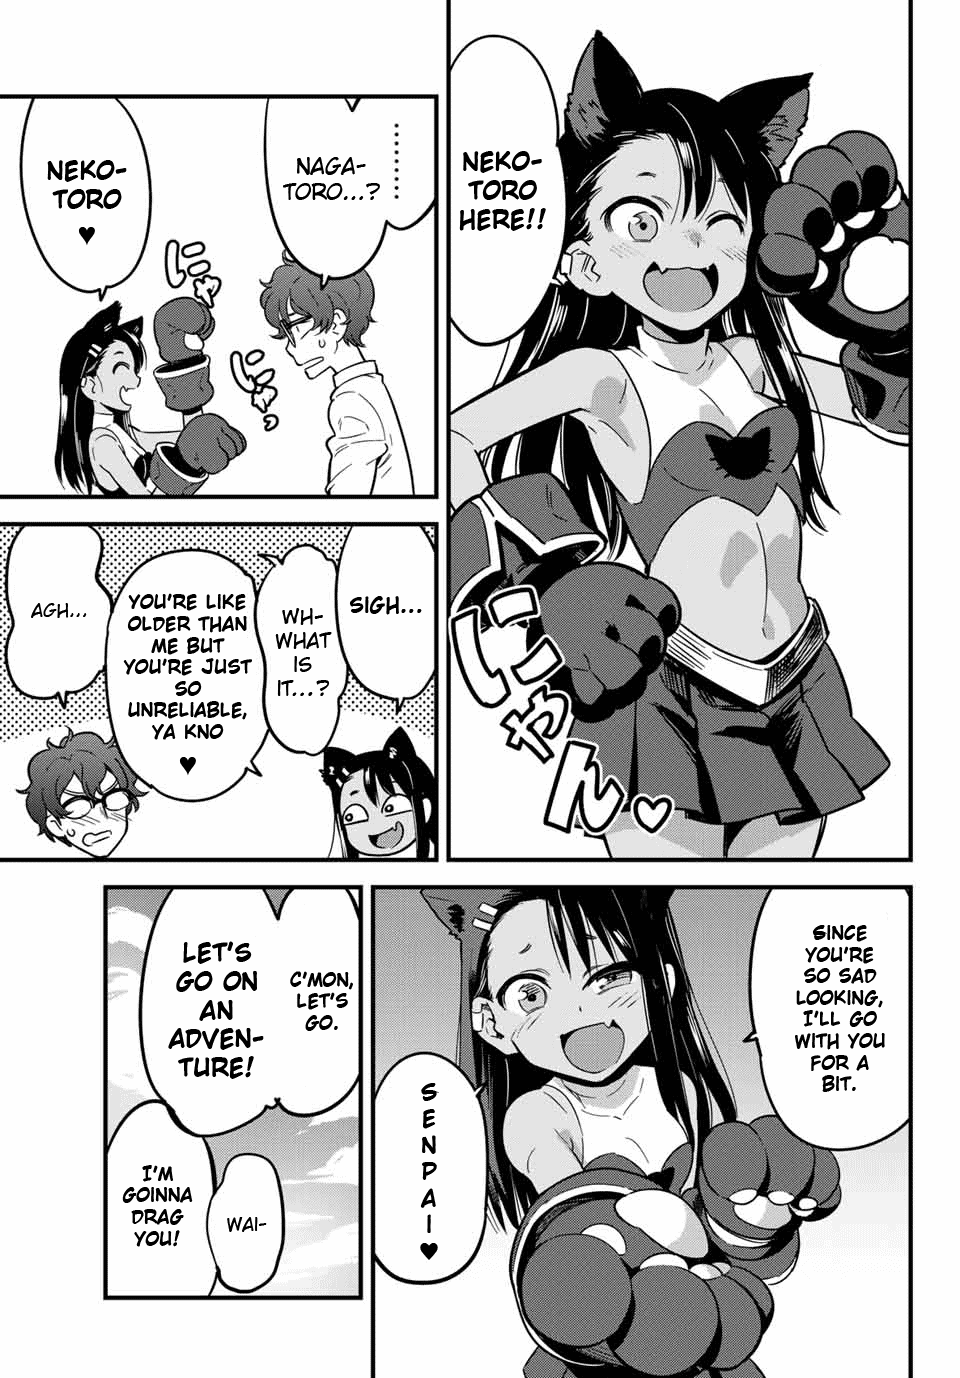 NEKO-
TORO
HERE!!
にゃん♡
NAGA-
TORO...?
NEKO-
TORO
♥
にゃ
にゃっ
SIGH...
WH-
WHAT
IS
IT...?
YOU'RE LIKE
OLDER THAN
ME BUT
YOU'RE JUST
SO
UNRELIABLE,
YA KNO
♥
AGH...
SINCE
YOU'RE
SO SAD
LOOKING,
I'LL GO
WITH YOU
FOR A
BIT.
SENPAI♥
C'MON,
LET'S
GO.
LET'S
GO ON
AN
ADVEN-
TURE!
WAI-
I'M
GOINNA
DRAG
YOU!